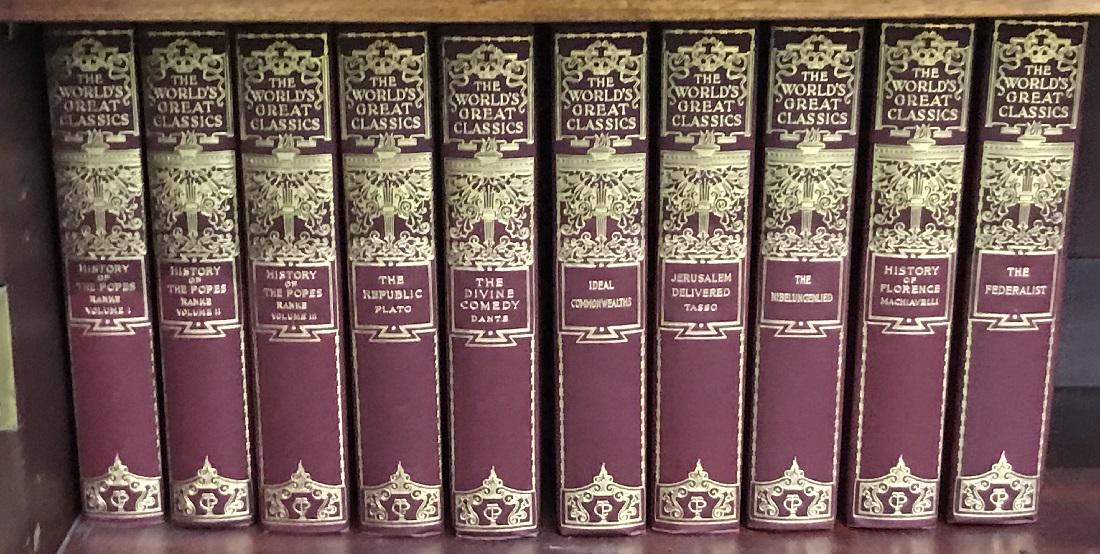 THE
WORLD'S
GREAT
CLASSICS
HISTORY
OF
THE POPES
RANKE
VOLUME I
THE
WORLD'S
GREAT
CLASSICS
HISTORY
OF
THE POPES
RANKE
VOLUME II
THE
WORLD'S
GREAT
CLASSICS
HISTORY
OF
THE POPES
RANKE
VOLUME III
THE
WORLD'S
GREAT
CLASSICS
THE
REPUBLIC
PLATO
THE
WORLD'S
GREAT
CLASSICS
THE
DIVINE
COMEDY
DANTE
THE
WORLD'S
GREAT
CLASSICS
IDEAL
COMMONWEALTHS
THE
WORLD'S
GREAT
CLASSICS
JERUSALEM
DELIVERED
TASSO
THE
WORLD'S
GREAT
CLASSICS
THE
NIBELUNGENLIED
THE
WORLD'S
GREAT
CLASSICS
HISTORY
OF
FLORENCE
MACHIAVELLI
THE
WORLD'S
GREAT
CLASSICS
THE
FEDERALIST